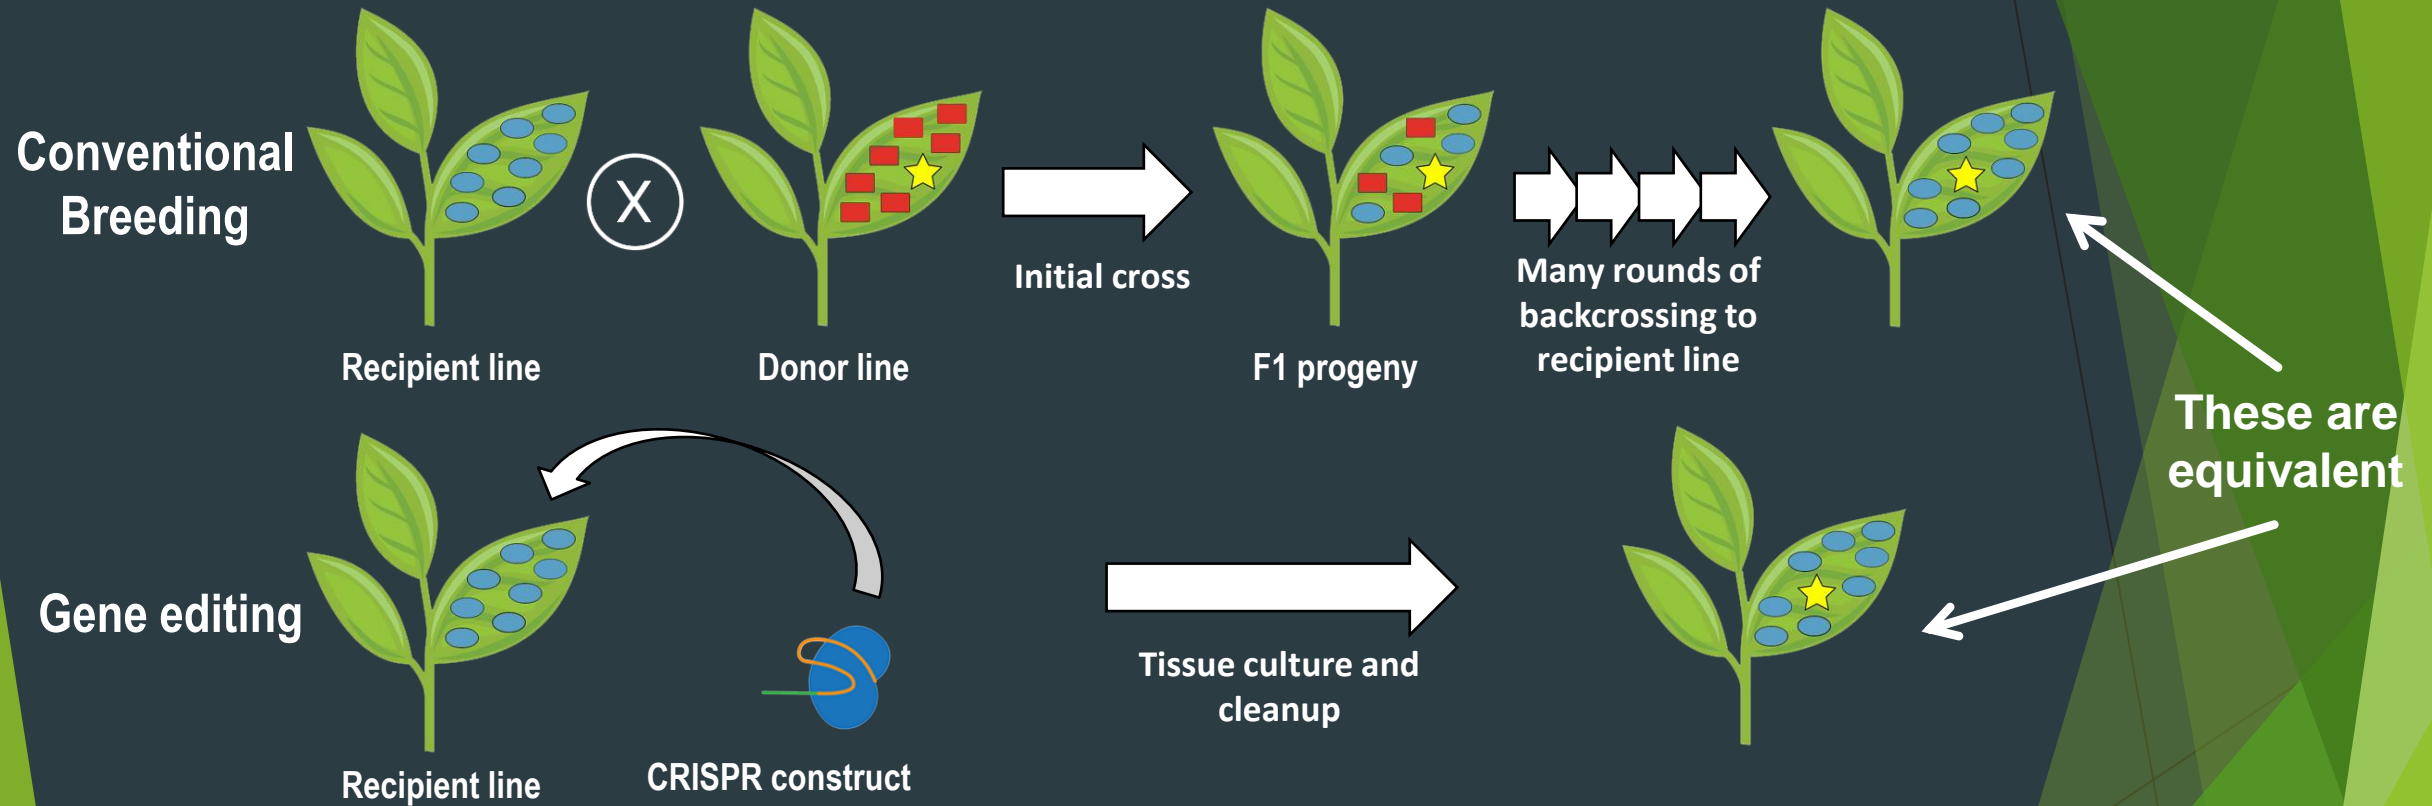 Conventional
Breeding
X
Initial cross
Many rounds of
backcrossing to
recipient line
Recipient line
Donor line
F1 progeny
These are
equivalent
Gene editing
Tissue culture and
cleanup
Recipient line
CRISPR construct